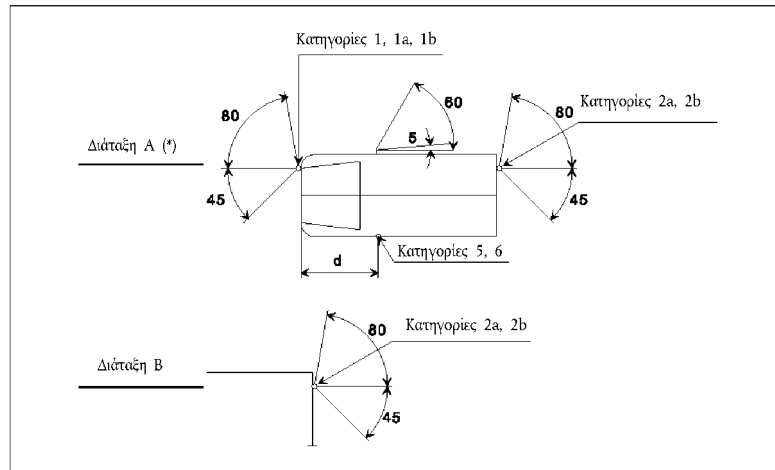 Κατηγορίες 1, 1a, 1b
80
60
80
Κατηγορίες 2a, 2b
5
Διάταξη Α (*)
45
45
Κατηγορίες 5, 6
d
Κατηγορίες 2a, 2b
80
Διάταξη Β
45